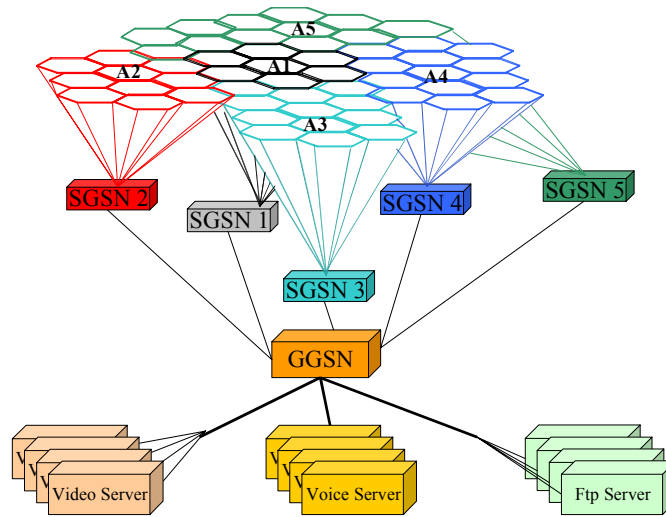 A5
A2
A1
A4
A3
SGSN 2
SGSN 1
SGSN 4
SGSN 5
SGSN 3
GGSN
V
V
V
Video Server
V
V
V
Voice Server
Ftp Server